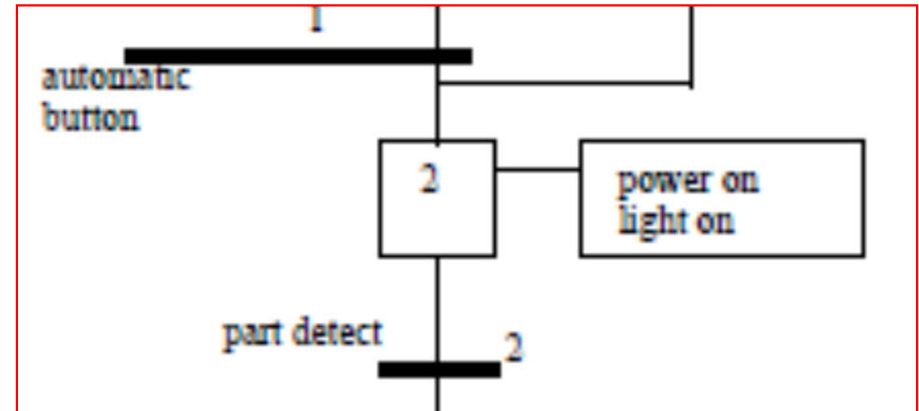 1
automatic
button
2
power on
light on
part detect
2